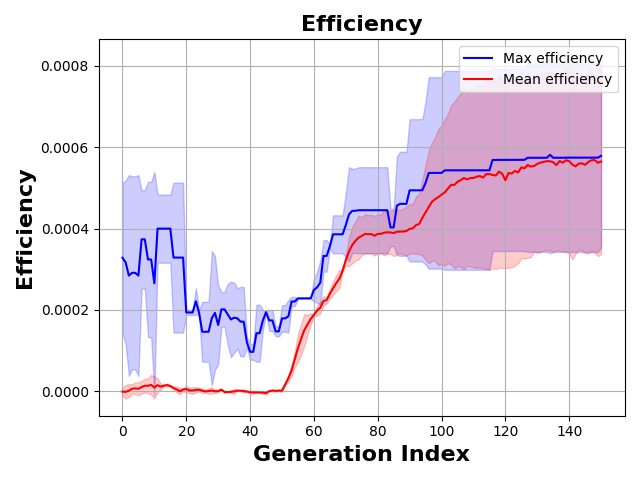 Efficiency
Max efficiency
Mean efficiency
Efficiency
0.0008
0.0006
0.0004
0.0002
0.0000
0 20 40 60 80 100 120 140
Generation Index